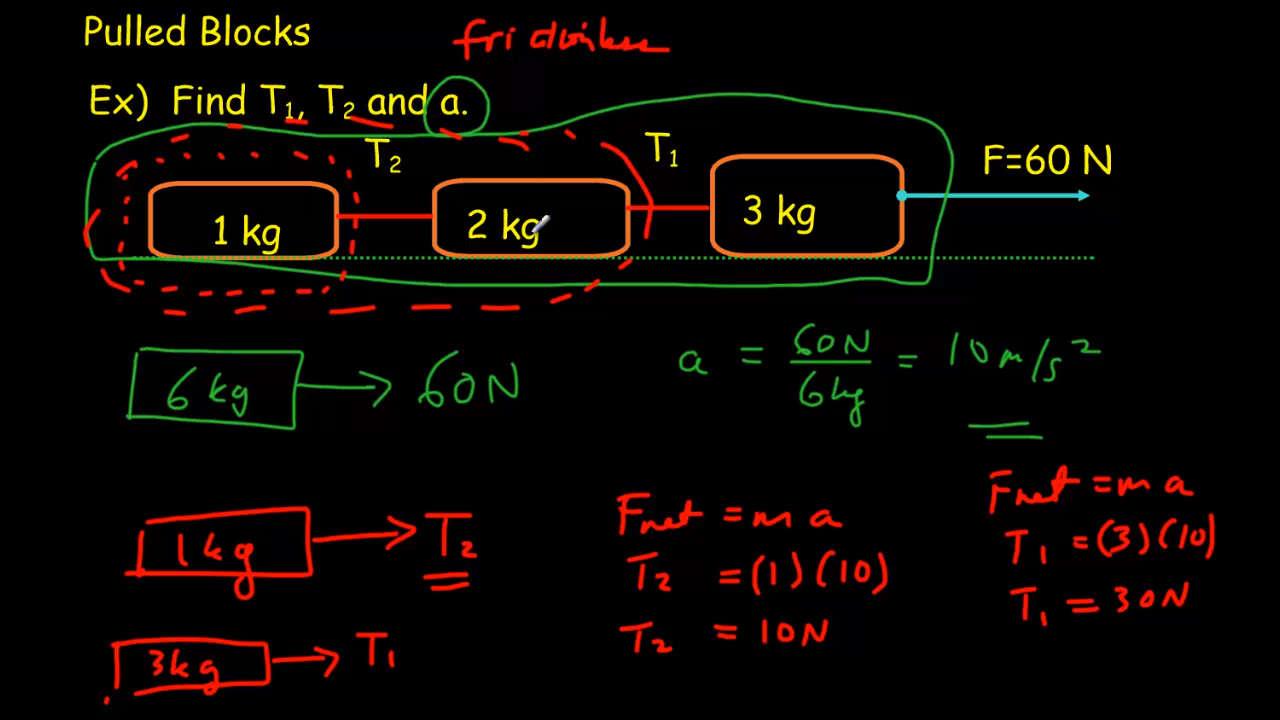 Pulled Blocks
frictionless
Ex) Find T₁, T₂ and a.
T₂
T₁
F=60 N
1 kg
2 kg
3 kg
6 kg
60N
a = 60N / 6kg = 10 m/s²
1 kg
T₂
Fnet = m a
T₂ = (1)(10)
T₂ = 10N
Fnet = m a
T₁ = (3)(10)
T₁ = 30N
3kg
T₁